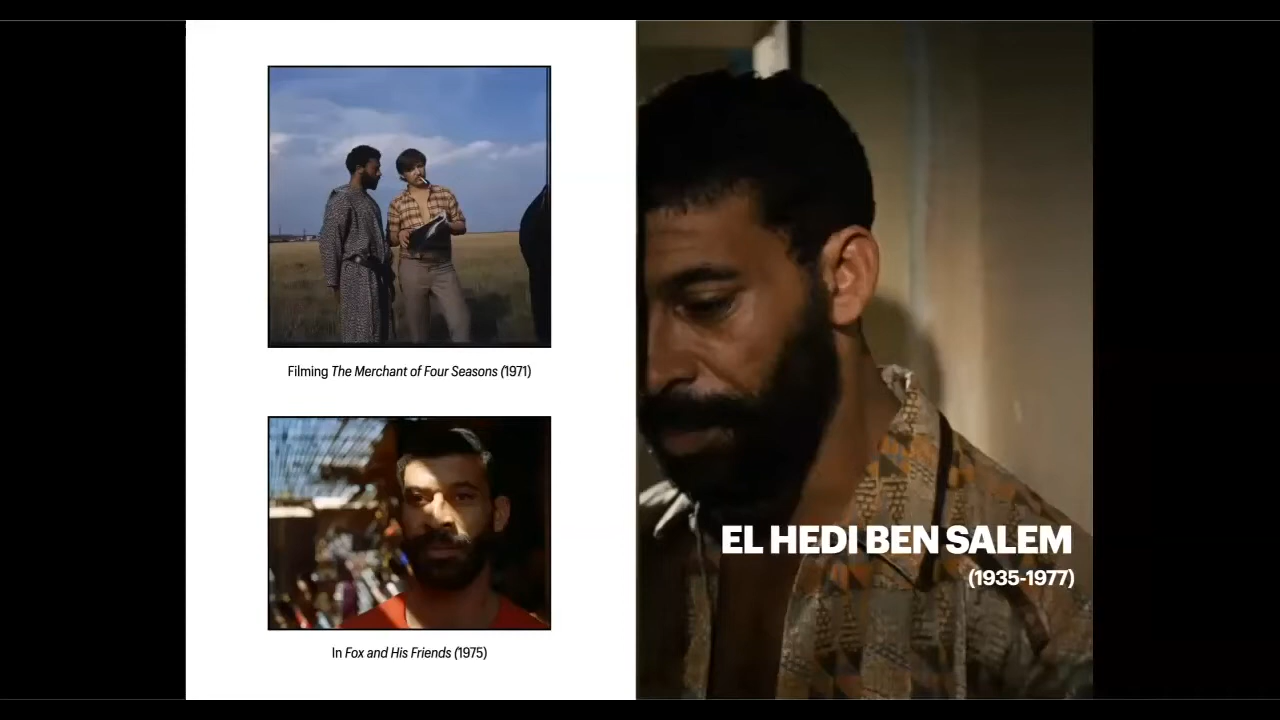 Filming The Merchant of Four Seasons (1971)
In Fox and His Friends (1975)
EL HEDI BEN SALEM
(1935-1977)